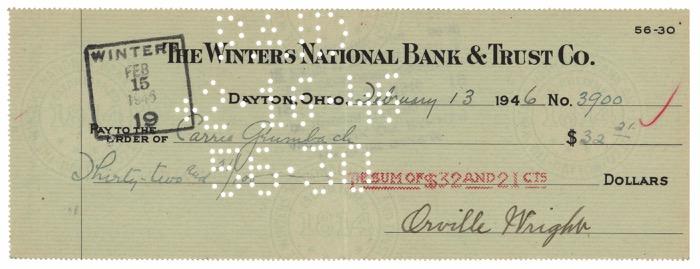 56-30
WINTERS
FEB
15
1946
19
THE WINTERS NATIONAL BANK & TRUST CO.
DAYTON, OHIO, February 13 1946 No. 3900
PAY TO THE
ORDER OF Carrie Grumbach $32 21
Thirty-two and 21/100 THE SUM OF $32 AND 21 CTS DOLLARS
Orville Wright